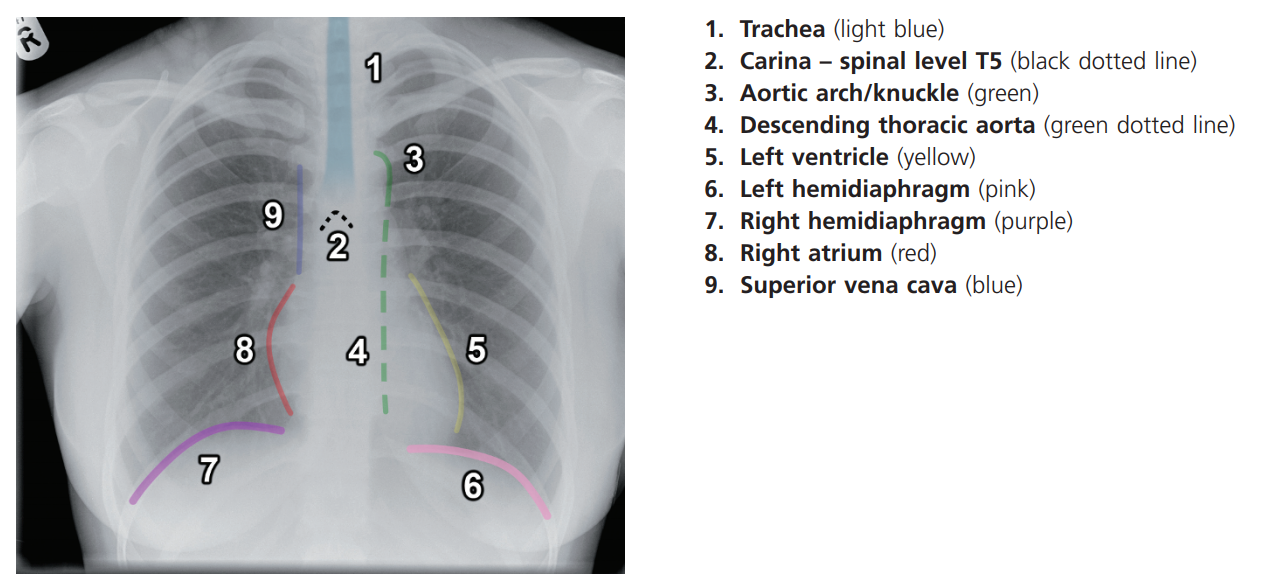 R
1
2
3
4
5
6
7
8
9
1. Trachea (light blue)
2. Carina – spinal level T5 (black dotted line)
3. Aortic arch/knuckle (green)
4. Descending thoracic aorta (green dotted line)
5. Left ventricle (yellow)
6. Left hemidiaphragm (pink)
7. Right hemidiaphragm (purple)
8. Right atrium (red)
9. Superior vena cava (blue)